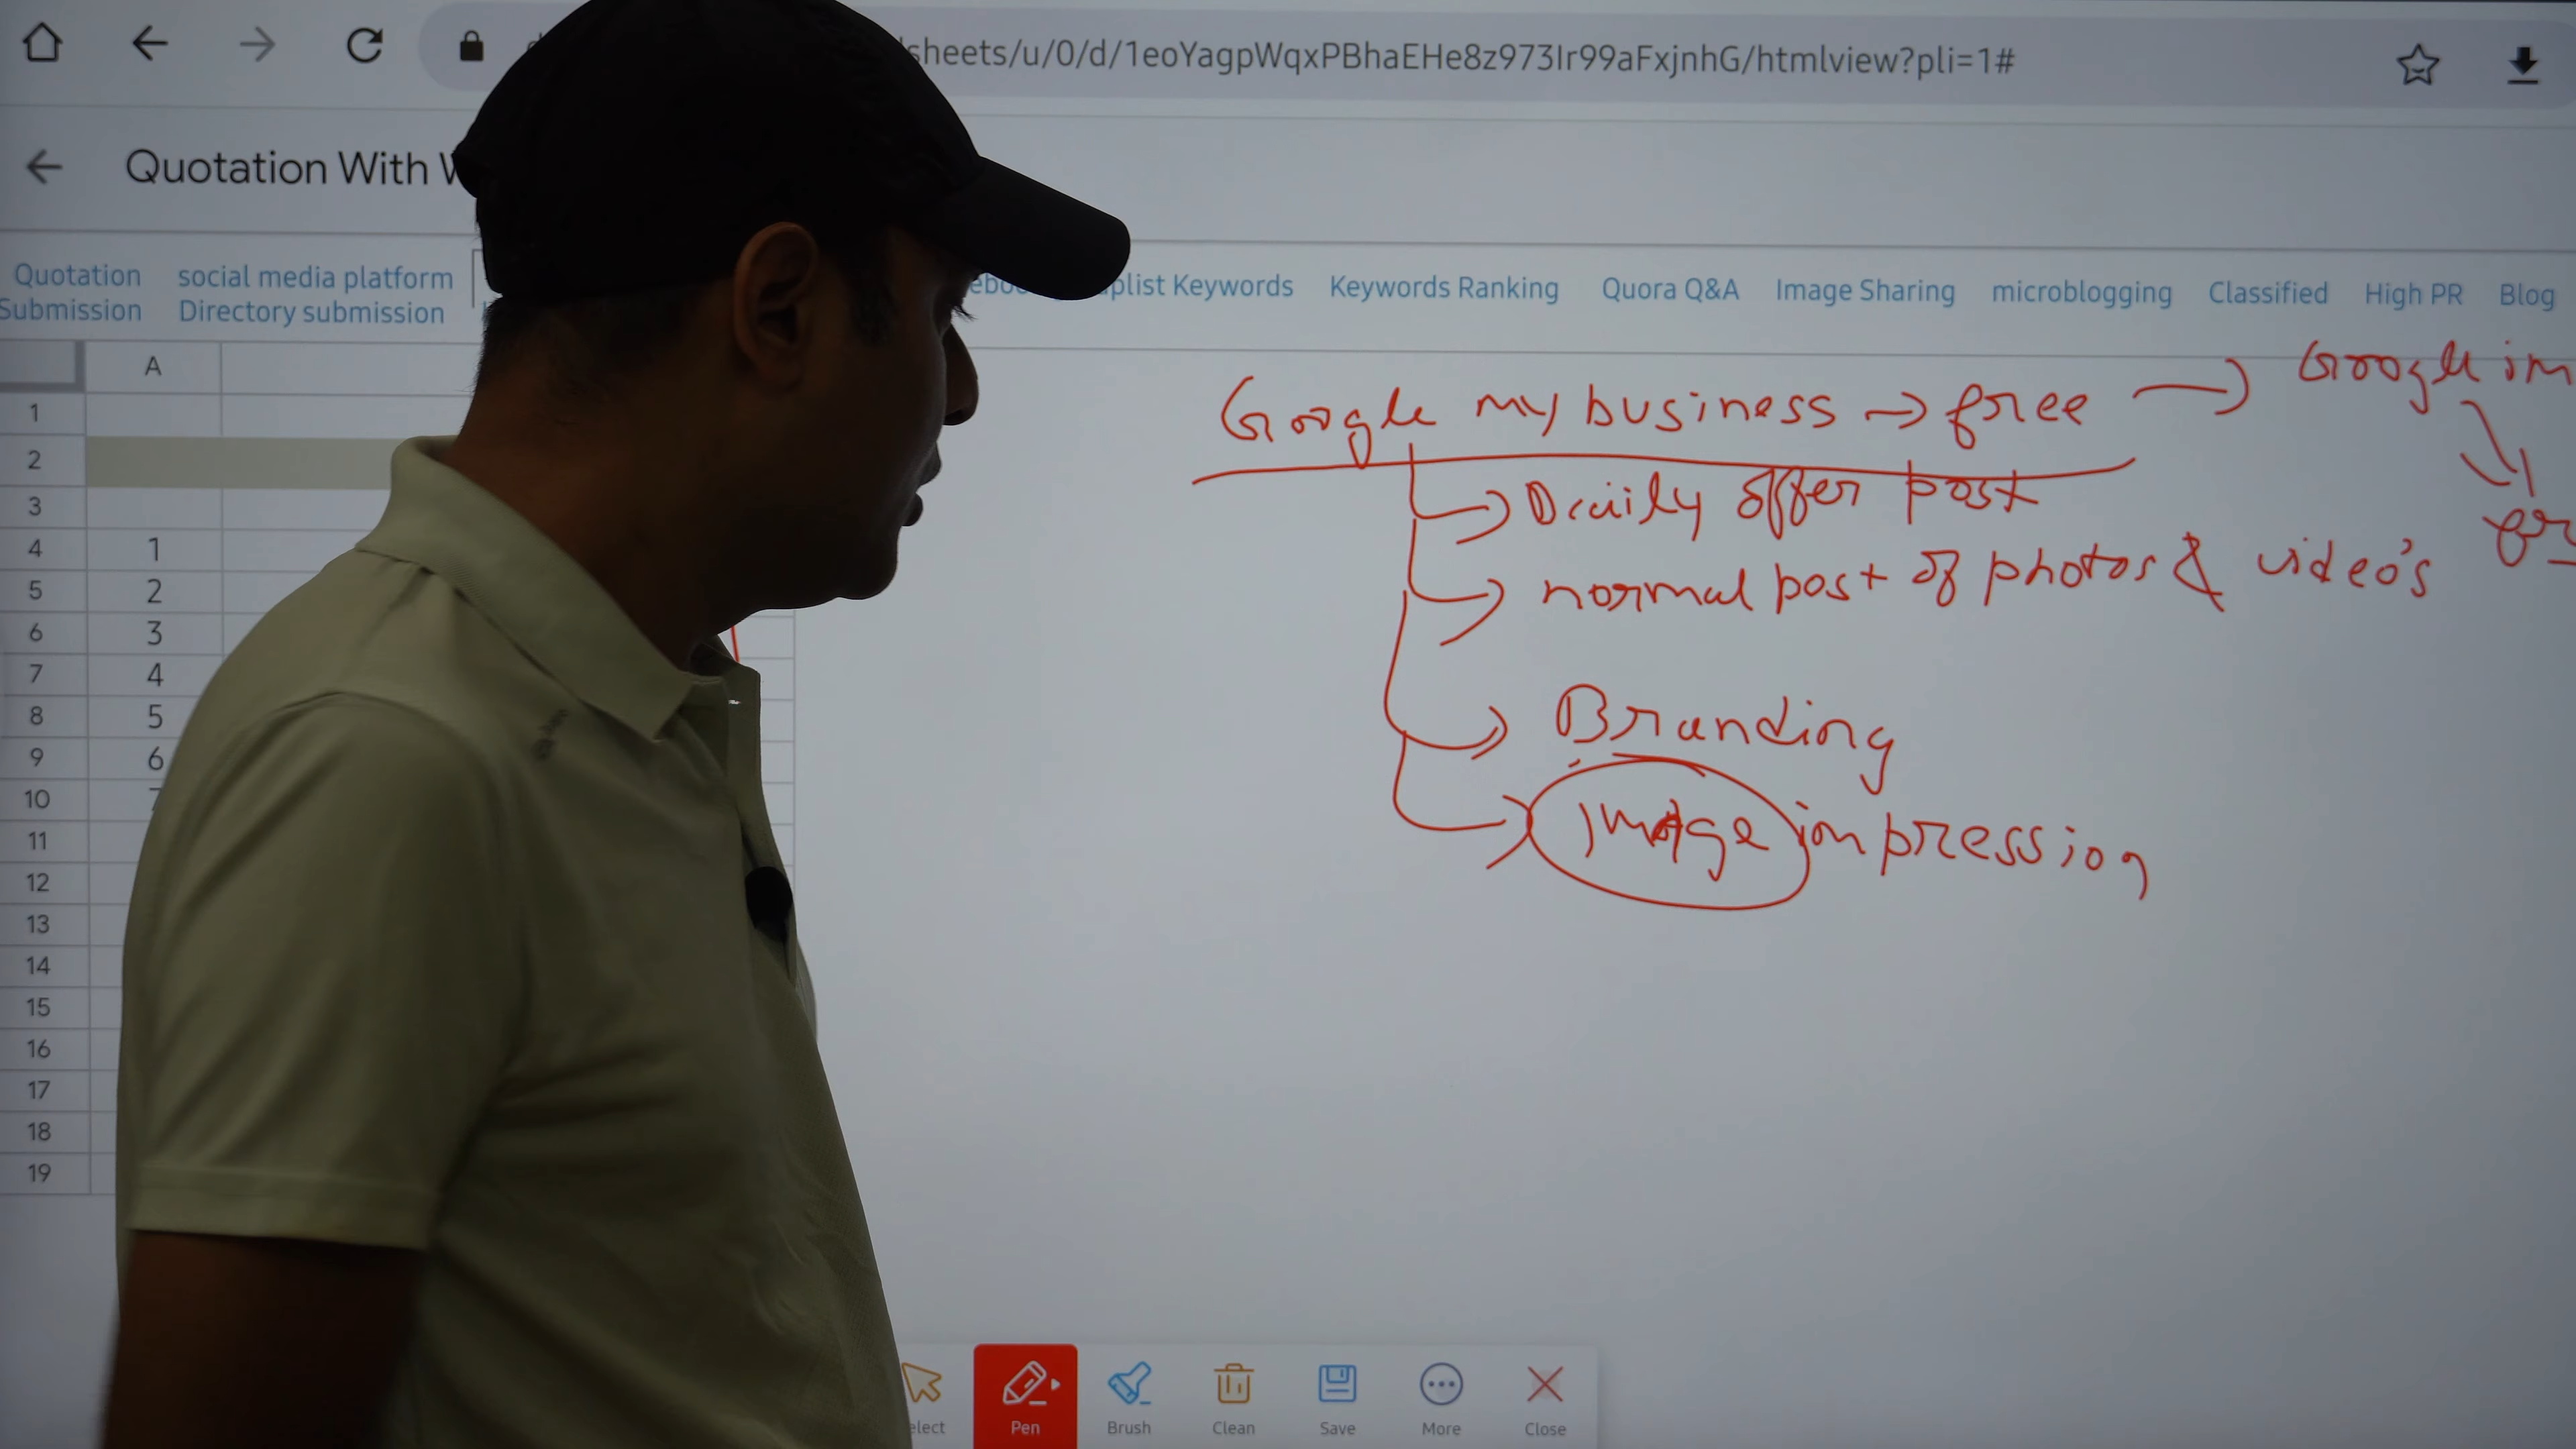 sheets/u/0/d/1eoYagpWqxPBhaEHe8z973Ir99aFxjnhG/htmlview?pli=1#
Quotation With
Quotation social media platform plist Keywords Keywords Ranking Quora Q&A Image Sharing microblogging Classified High PR Blog
Submission Directory submission
A
1
2
3
4 1
5 2
6 3
7 4
8 5
9 6
10 7
11
12
13
14
15
16
17
18
19
Google my business → free → Google im
→ Daily offer post
→ normal post of photos & video's
→ Branding
→ image impression
elect Pen Brush Clean Save More Close